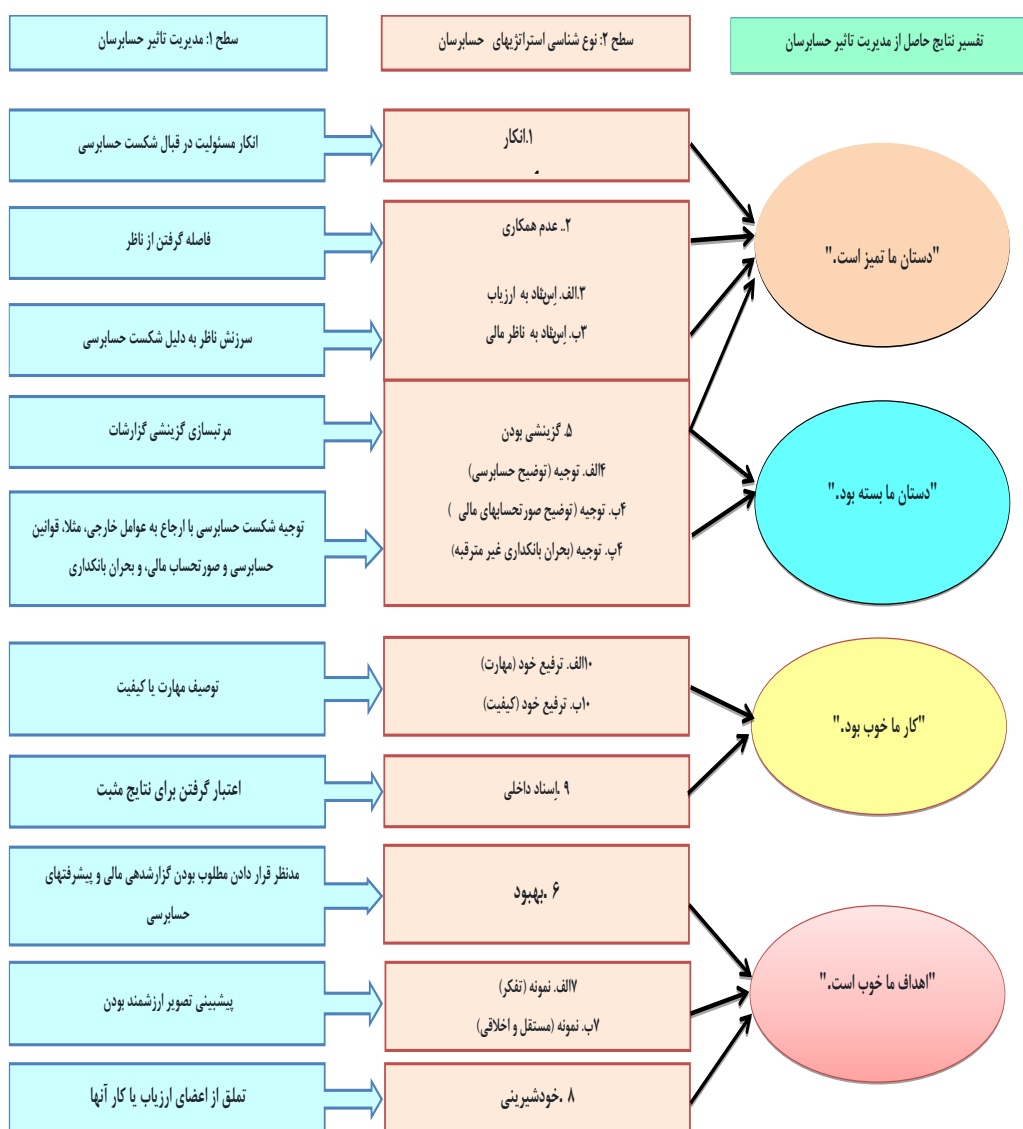 تفسیر نتایج حاصل از مدیریت تاثیر حسابرسان
سطح ۲: نوع شناسی استراتژیهای حسابرسان
سطح ۱: مدیریت تاثیر حسابرسان
انکار مسئولیت در قبال شکست حسابرسی
۱.انکار
فاصله گرفتن از ناظر
۲.. عدم همکاری
سرزنش ناظر به دلیل شکست حسابرسی
۳.الف. به ارزیاب
۳ب. به ناظر مالی
"دستان ما تمیز است."
مرتبسازی گزینشی گزارشات
۵. گزینشی بودن
توجیه شکست حسابرسی با ارجاع به عوامل خارجی، مثلا، قوانین
حسابرسی و صورتحساب مالی، و بحران بانکداری
۴الف. توجیه (توضیح حسابرسی)
۴ب. توجیه (توضیح صورتحسابهای مالی )
۴پ. توجیه (بحران بانکداری غیر مترقبه)
"دستان ما بسته بود."
توصیف مهارت یا کیفیت
۱۰الف. ترفیع خود (مهارت)
۱۰ب. ترفیع خود (کیفیت)
اعتبار گرفتن برای نتایج مثبت
۹ .إسناد داخلی
"کار ما خوب بود."
مدنظر قرار دادن مطلوب بودن گزارشدهی مالی و پیشرفتهای
حسابرسی
۶ .بهبود
پیشبینی تصویر ارزشمند بودن
۷الف. نمونه (تفکر)
۷ب. نمونه (مستقل و اخلاقی)
تملق از اعضای ارزیاب یا کار آنها
۸ .خودشیرینی
"اهداف ما خوب است."